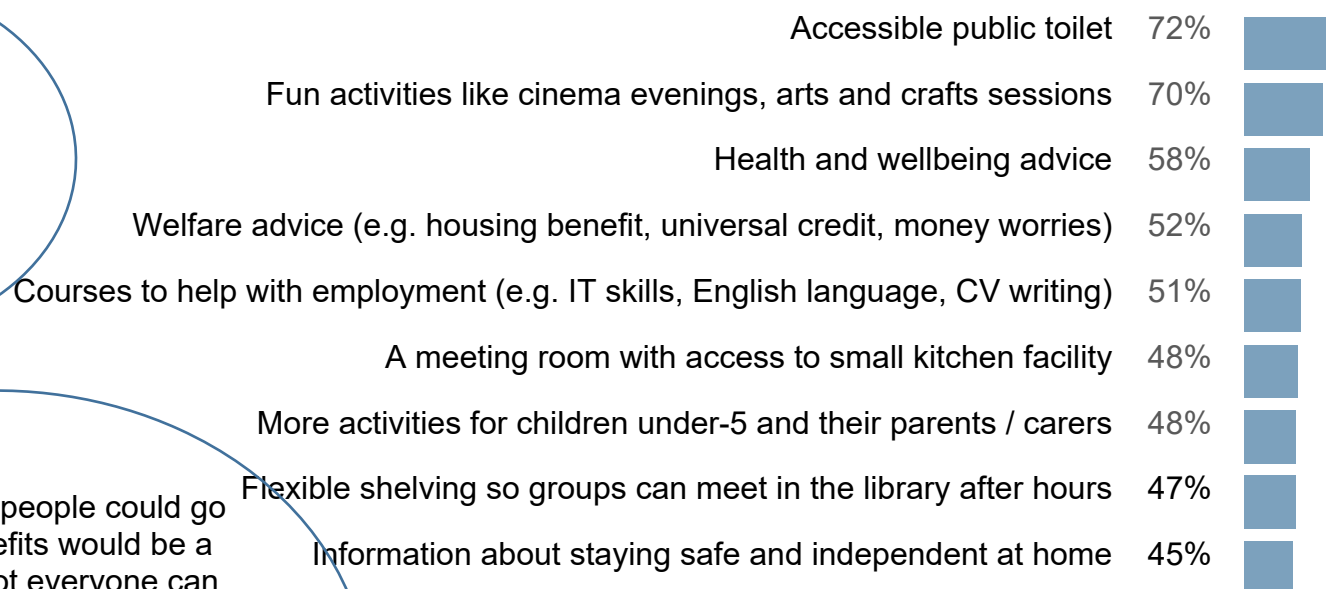 Accessible public toilet 72%
Fun activities like cinema evenings, arts and crafts sessions 70%
Health and wellbeing advice 58%
Welfare advice (e.g. housing benefit, universal credit, money worries) 52%
Courses to help with employment (e.g. IT skills, English language, CV writing) 51%
A meeting room with access to small kitchen facility 48%
More activities for children under-5 and their parents / carers 48%
Flexible shelving so groups can meet in the library after hours 47%
Information about staying safe and independent at home 45%
people could go
would be a
everyone can